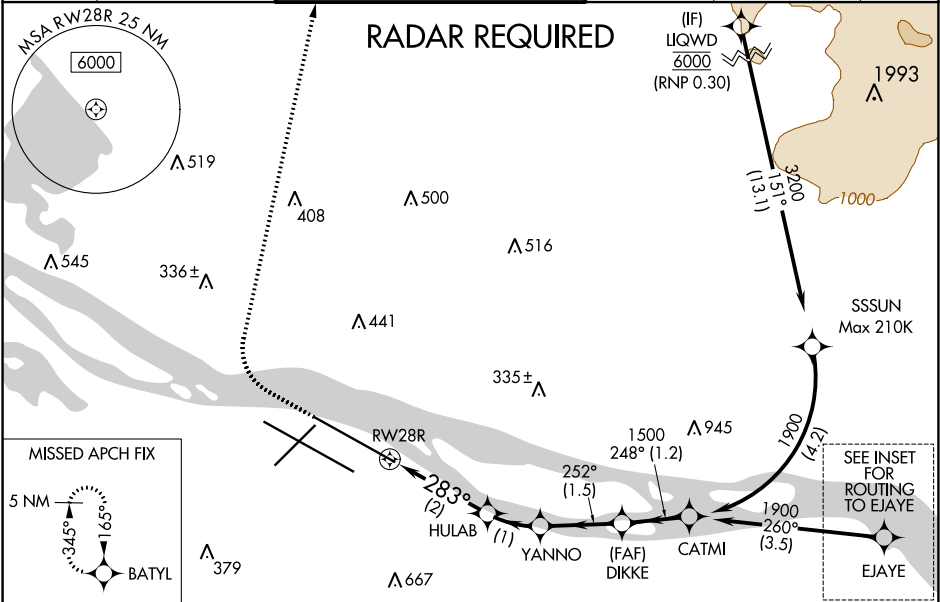 MSA RW28R 25 NM
6000
RADAR REQUIRED
(IF)
LIQWD
6000
(RNP 0.30)
1993
519
3200
151°
(13.1)
1000
408
500
516
545
336±
441
SSSUN
Max 210K
335±
945
1900
(4.2)
RW28R
1500
248° (1.2)
252°
(1.5)
MISSED APCH FIX
5 NM
345°
165°
BATYL
SEE INSET
FOR
ROUTING
TO EJAYE
283°
(2)
HULAB
(1)
YANNO
(FAF)
DIKKE
CATMI
1900
260°
(3.5)
EJAYE
379
667